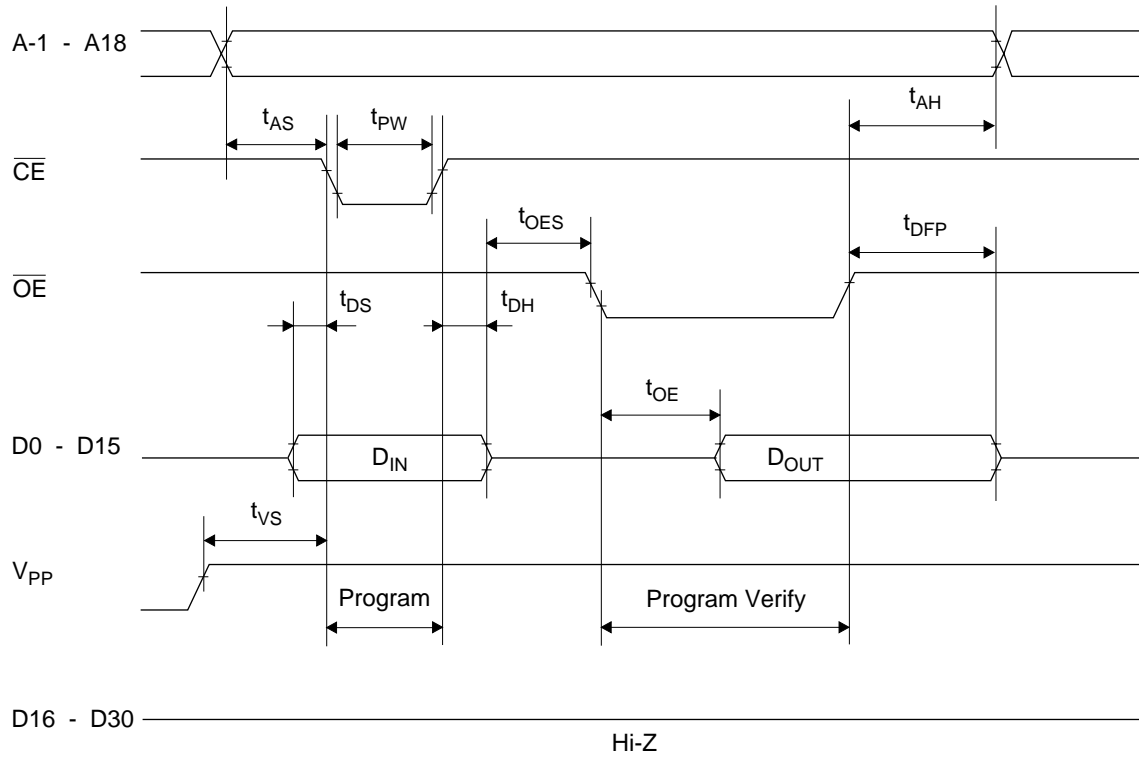 A-1 - A18
tAH
tAS
tPW
CE
tOES
tDFP
OE
tDS
tDH
tOE
D0 - D15
DIN
DOUT
tVS
VPP
Program
Program Verify
D16 - D30
Hi-Z